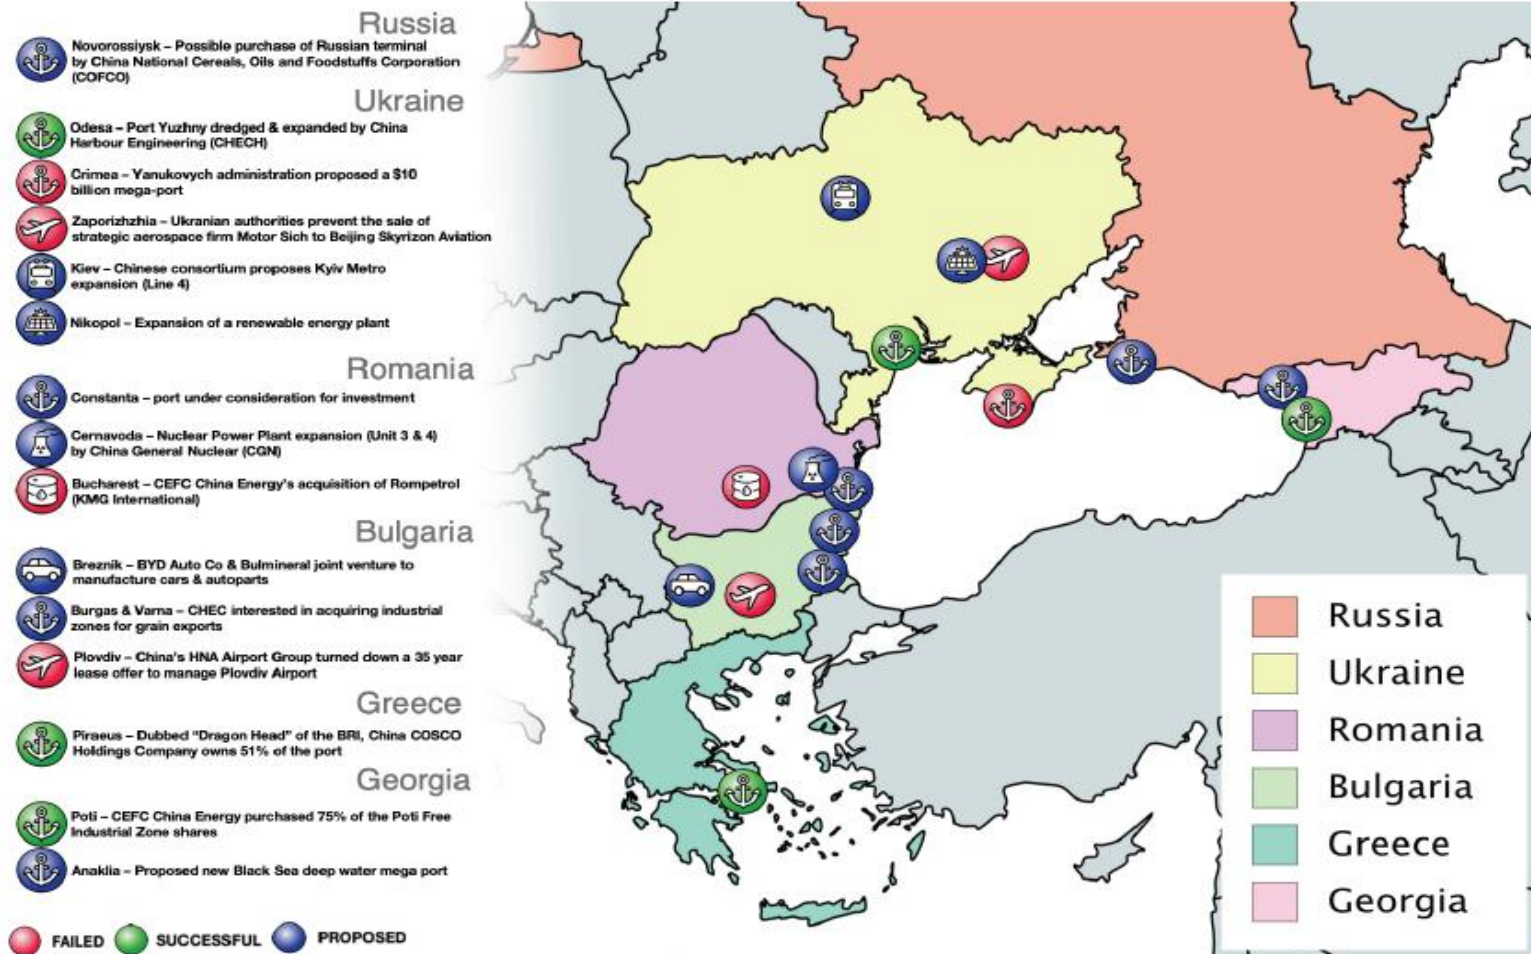 Russia
Novorossiysk – Possible purchase of Russian terminal
by China National Cereals, Oils and Foodstuffs Corporation
(COFCO)
Ukraine
Odesa – Port Yuzhny dredged & expanded by China
Harbour Engineering (CHECH)
Crimea – Yanukovych administration proposed a $10
billion mega-port
Zaporizhzhia – Ukranian authorities prevent the sale of
strategic aerospace firm Motor Sich to Beijing Skyrizon Aviation
Kiev – Chinese consortium proposes Kyiv Metro
expansion (Line 4)
Nikopol – Expansion of a renewable energy plant
Romania
Constanta – port under consideration for investment
Cernavoda – Nuclear Power Plant expansion (Unit 3 & 4)
by China General Nuclear (CGN)
Bucharest – CEFC China Energy's acquisition of Rompetrol
(KMG International)
Bulgaria
Breznik – BYD Auto Co & Bulmineral joint venture to
manufacture cars & autoparts
Burgas & Varna – CHEC interested in acquiring industrial
zones for grain exports
Plovdiv – China's HNA Airport Group turned down a 35 year
lease offer to manage Plovdiv Airport
Greece
Piraeus – Dubbed "Dragon Head" of the BRI, China COSCO
Holdings Company owns 51% of the port
Georgia
Poti – CEFC China Energy purchased 75% of the Poti Free
Industrial Zone shares
Anaklia – Proposed new Black Sea deep water mega port
FAILED SUCCESSFUL PROPOSED
Russia
Ukraine
Romania
Bulgaria
Greece
Georgia